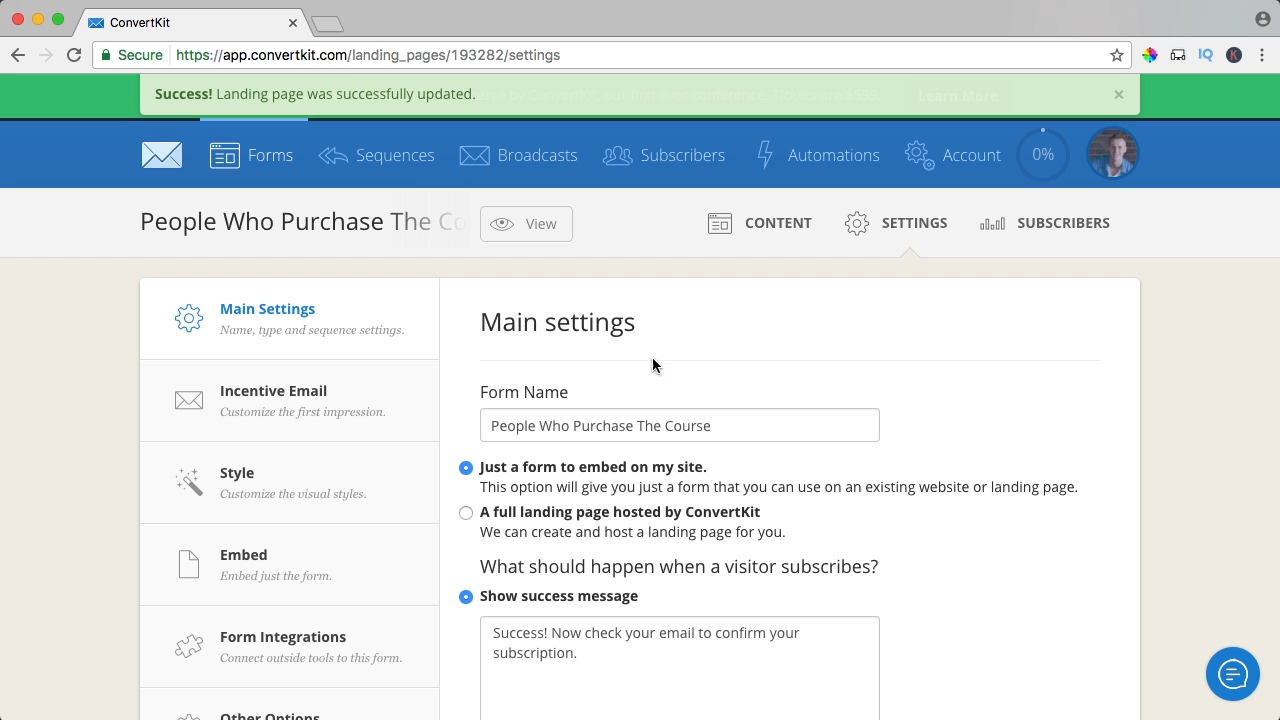 ConvertKit
Secure
https://app.convertkit.com/landing_pages/193282/settings
Success! Landing page was successfully updated.
Learn More
Forms
Sequences
Broadcasts
Subscribers
Automations
Account
0%
People Who Purchase The Co
View
CONTENT
SETTINGS
SUBSCRIBERS
Main Settings
Name, type and sequence settings.
Incentive Email
Customize the first impression.
Style
Customize the visual styles.
Embed
Embed just the form.
Form Integrations
Connect outside tools to this form.
Other Options
Main settings
Form Name
People Who Purchase The Course
Just a form to embed on my site.
This option will give you just a form that you can use on an existing website or landing page.
A full landing page hosted by ConvertKit
We can create and host a landing page for you.
What should happen when a visitor subscribes?
Show success message
Success! Now check your email to confirm your
subscription.